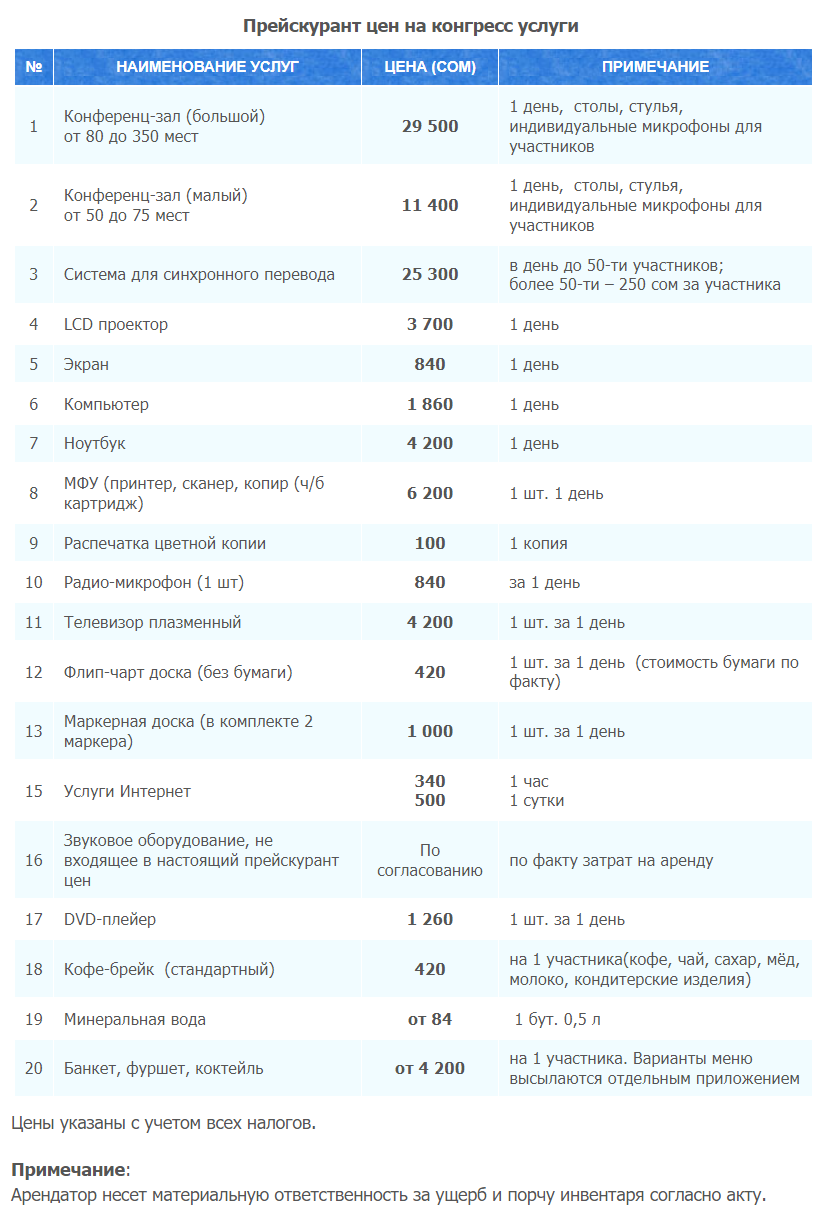 Прейскурант цен на конгресс услуги
№ НАИМЕНОВАНИЕ УСЛУГ ЦЕНА (СОМ) ПРИМЕЧАНИЕ
1 Конференц-зал (большой) от 80 до 350 мест 29 500 1 день,  столы, стулья, индивидуальные микрофоны для участников
2 Конференц-зал (малый) от 50 до 75 мест 11 400 1 день,  столы, стулья, индивидуальные микрофоны для участников
3 Система для синхронного перевода 25 300 в день до 50-ти участников; более 50-ти – 250 сом за участника
4 LCD проектор 3 700 1 день
5 Экран 840 1 день
6 Компьютер 1 860 1 день
7 Ноутбук 4 200 1 день
8 МФУ (принтер, сканер, копир (ч/б картридж) 6 200 1 шт. 1 день
9 Распечатка цветной копии 100 1 копия
10 Радио-микрофон (1 шт) 840 за 1 день
11 Телевизор плазменный 4 200 1 шт. за 1 день
12 Флип-чарт доска (без бумаги) 420 1 шт. за 1 день  (стоимость бумаги по факту)
13 Маркерная доска (в комплекте 2 маркера) 1 000 1 шт. за 1 день
15 Услуги Интернет 340 1 час
500 1 сутки
16 Звуковое оборудование, не входящее в настоящий прейскурант цен По согласованию по факту затрат на аренду
17 DVD-плейер 1 260 1 шт. за 1 день
18 Кофе-брейк  (стандартный) 420 на 1 участника(кофе, чай, сахар, мёд, молоко, кондитерские изделия)
19 Минеральная вода от 84 1 бут. 0,5 л
20 Банкет, фуршет, коктейль от 4 200 на 1 участника. Варианты меню высылаются отдельным приложением
Цены указаны с учетом всех налогов.
Примечание:
Арендатор несет материальную ответственность за ущерб и порчу инвентаря согласно акту.